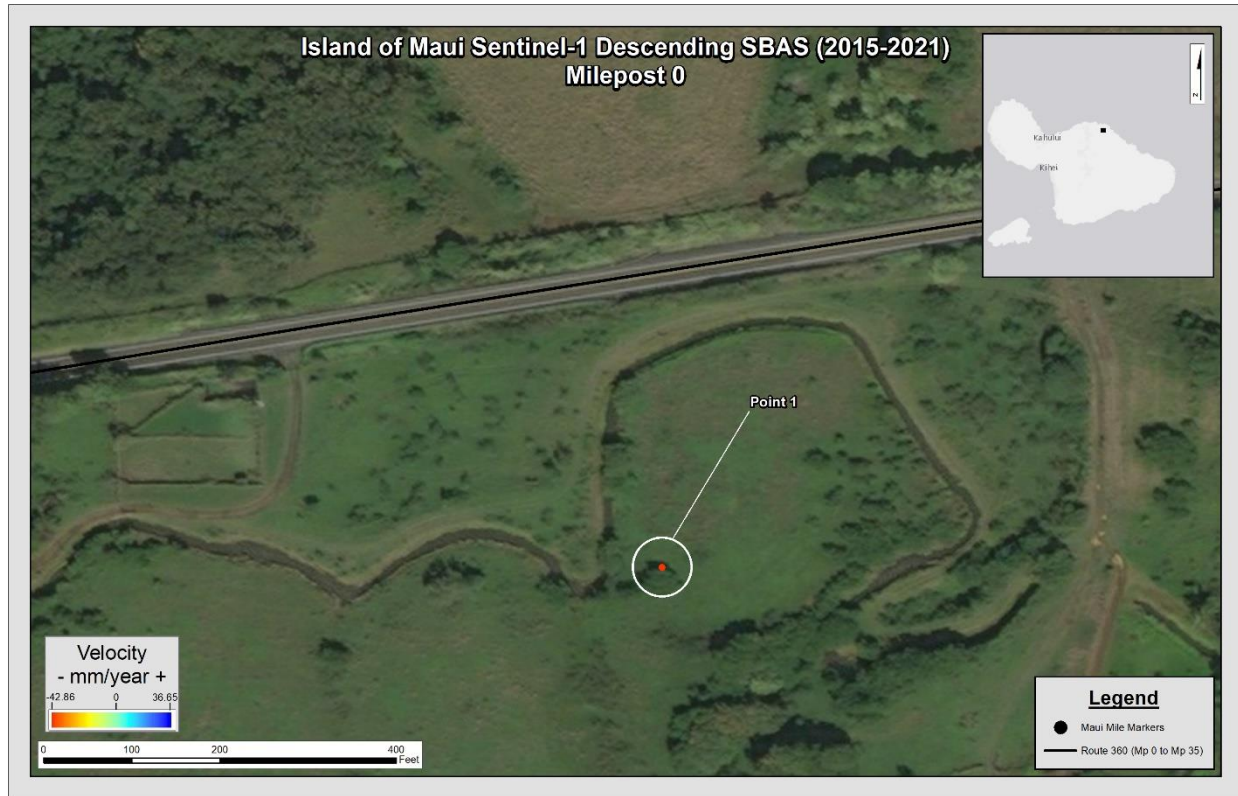 Island of Maui Sentinel-1 Descending SBAS (2015-2021)
Milepost 0
N
Kahului
Kihei
Point 1
Velocity
- mm/year +
-42.86 0 36.65
0 100 200 400
Feet
Legend
Maui Mile Markers
Route 360 (Mp 0 to Mp 35)